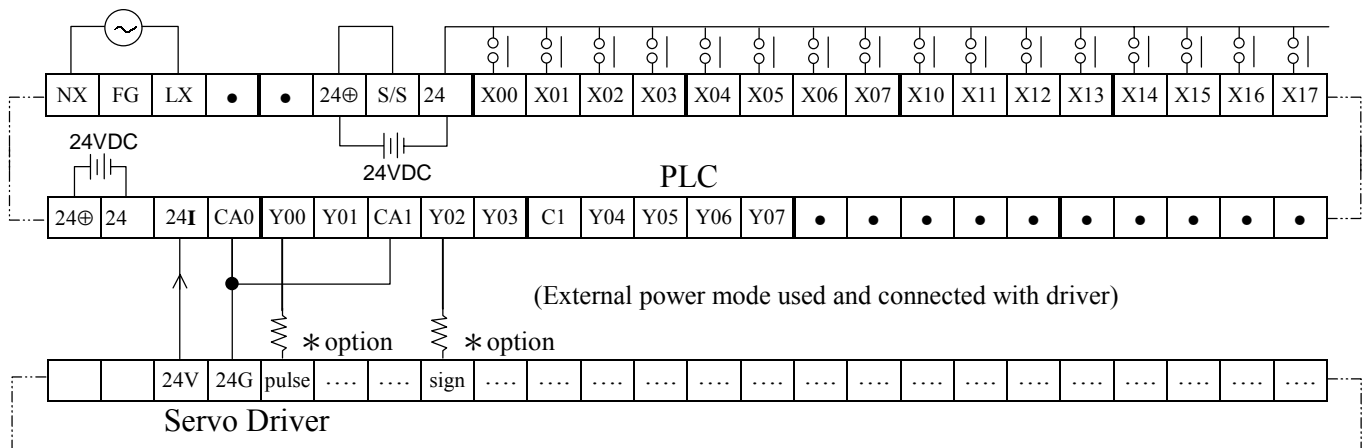 NX FG LX • • 24⊕ S/S 24 X00 X01 X02 X03 X04 X05 X06 X07 X10 X11 X12 X13 X14 X15 X16 X17
24VDC
24VDC
PLC
24⊕ 24 24I CA0 Y00 Y01 CA1 Y02 Y03 C1 Y04 Y05 Y06 Y07 • • • • • • • • • •
(External power mode used and connected with driver)
*option *option
24V 24G pulse .... .... sign .... .... .... .... .... .... .... .... .... .... .... .... .... .... .... ....
Servo Driver